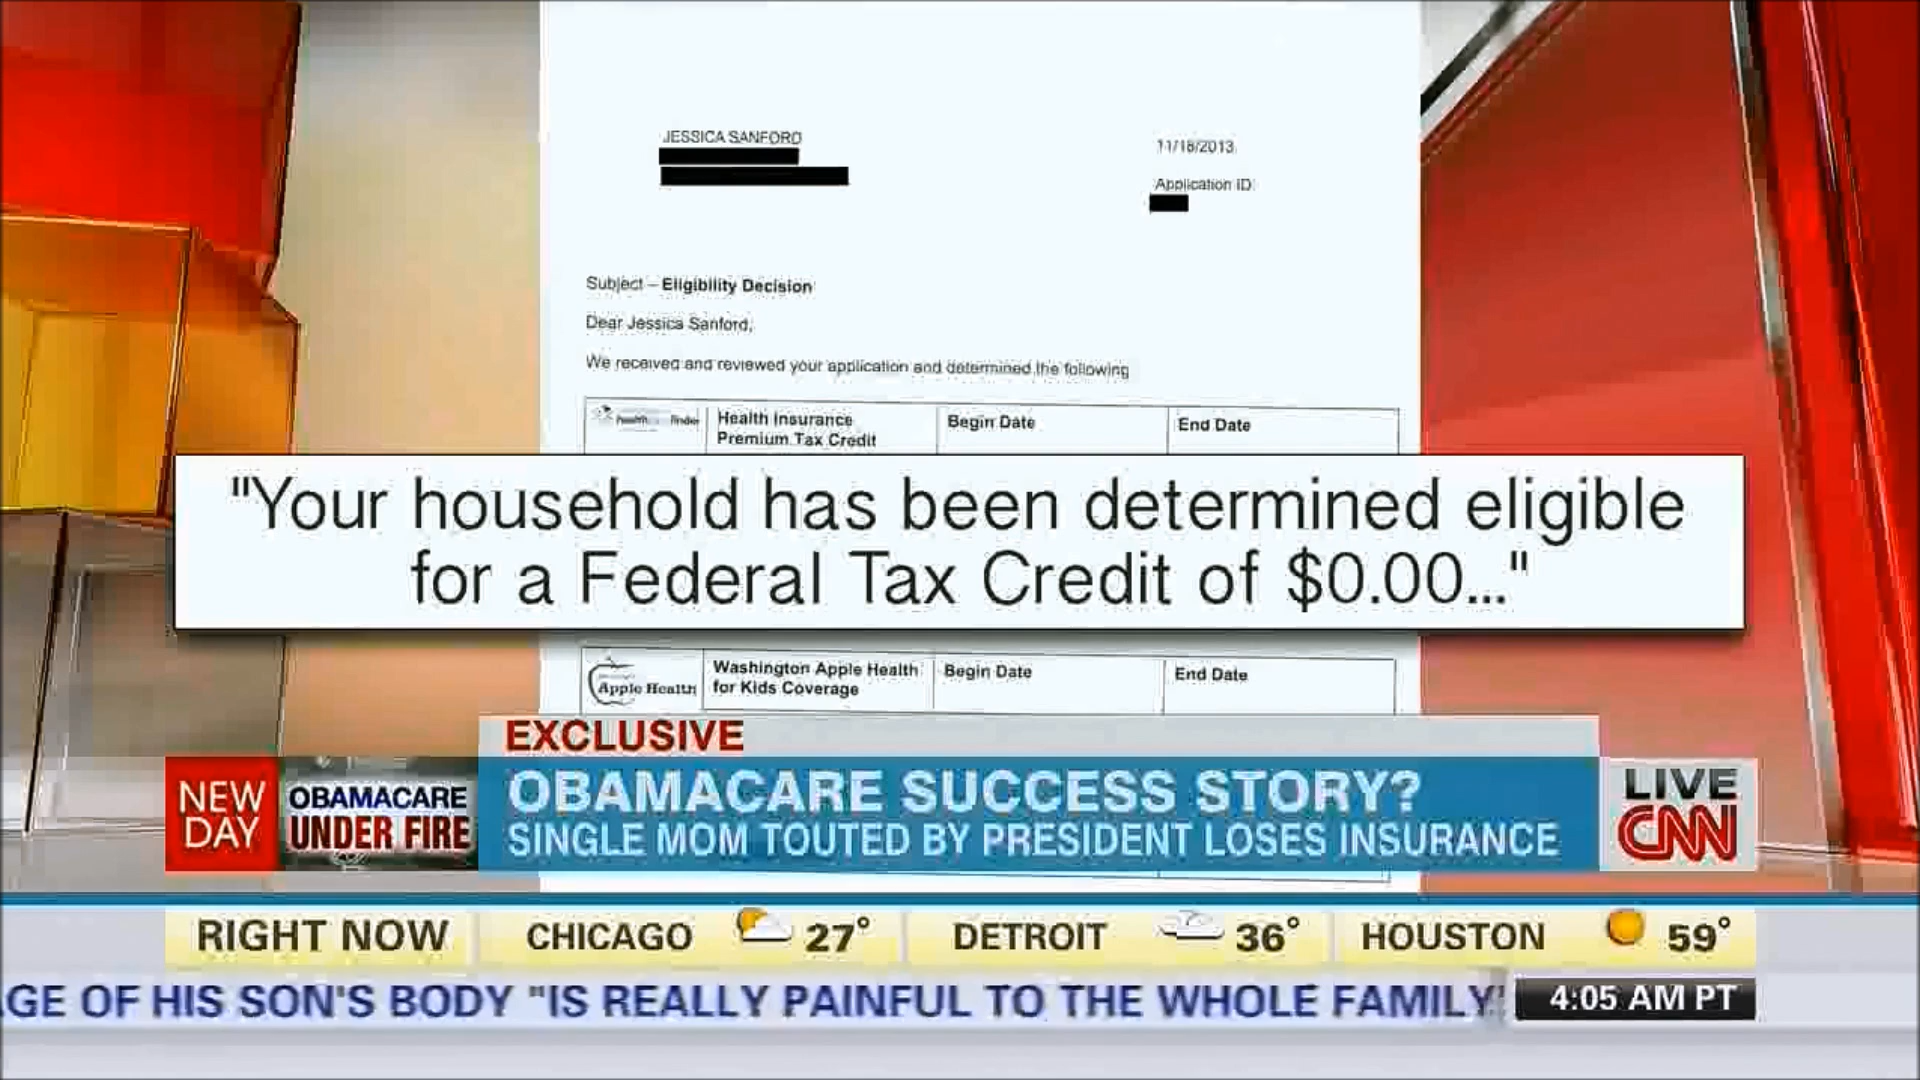 JESSICA SANFORD
11/18/2013
Application ID:
Subject – Eligibility Decision
Dear Jessica Sanford,
We received and reviewed your application and determined the following
Health Insurance
Premium Tax Credit
Begin Date
End Date
"Your household has been determined eligible
for a Federal Tax Credit of $0.00..."
Apple Health
Washington Apple Health
for Kids Coverage
Begin Date
End Date
EXCLUSIVE
NEW
DAY
OBAMACARE
UNDER FIRE
OBAMACARE SUCCESS STORY?
SINGLE MOM TOUTED BY PRESIDENT LOSES INSURANCE
LIVE
CNN
RIGHT NOW CHICAGO 27° DETROIT 36° HOUSTON 59°
OF HIS SON'S BODY "IS REALLY PAINFUL TO THE WHOLE FAMILY"
4:05 AM PT